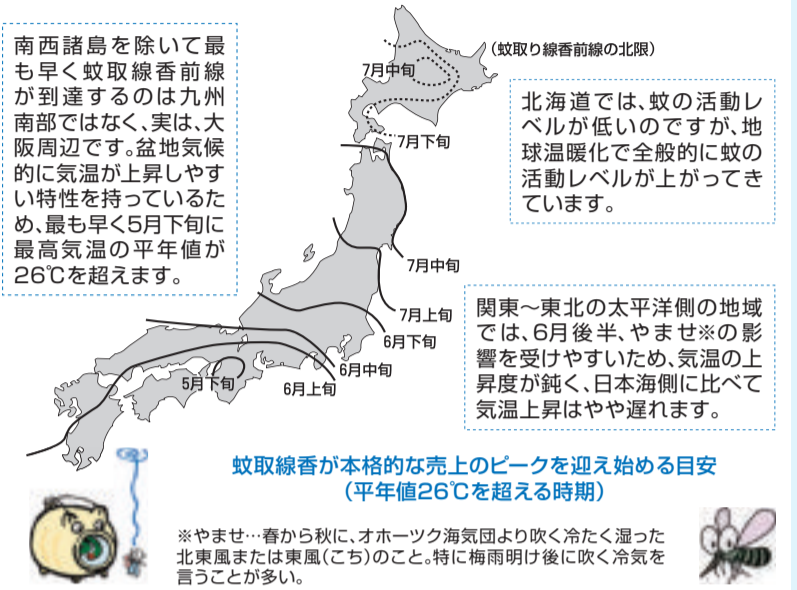 南西諸島を除いて最
も早く蚊取線香前線
が到達するのは九州
南部ではなく、実は、大
阪周辺です。盆地気候
的に気温が上昇しやす
い特性を持っているた
め、最も早く5月下旬に
最高気温の平年値が
26℃を超えます。
(蚊取り線香前線の北限)
7月中旬
7月下旬
北海道では、蚊の活動レ
ベルが低いのですが、地
球温暖化で全般的に蚊の
活動レベルが上がってき
ています。
7月中旬
7月上旬
6月下旬
6月中旬
6月上旬
5月下旬
関東〜東北の太平洋側の地域
では、6月後半、やませ※の影
響を受けやすいため、気温の上
昇度が鈍く、日本海側に比べて
気温上昇はやや遅れます。
蚊取線香が本格的な売上のピークを迎え始める目安
(平年値26℃を超える時期)
※やませ…春から秋に、オホーツク海気団より吹く冷たく湿った
北東風または東風(こち)のこと。特に梅雨明け後に吹く冷気を
言うことが多い。